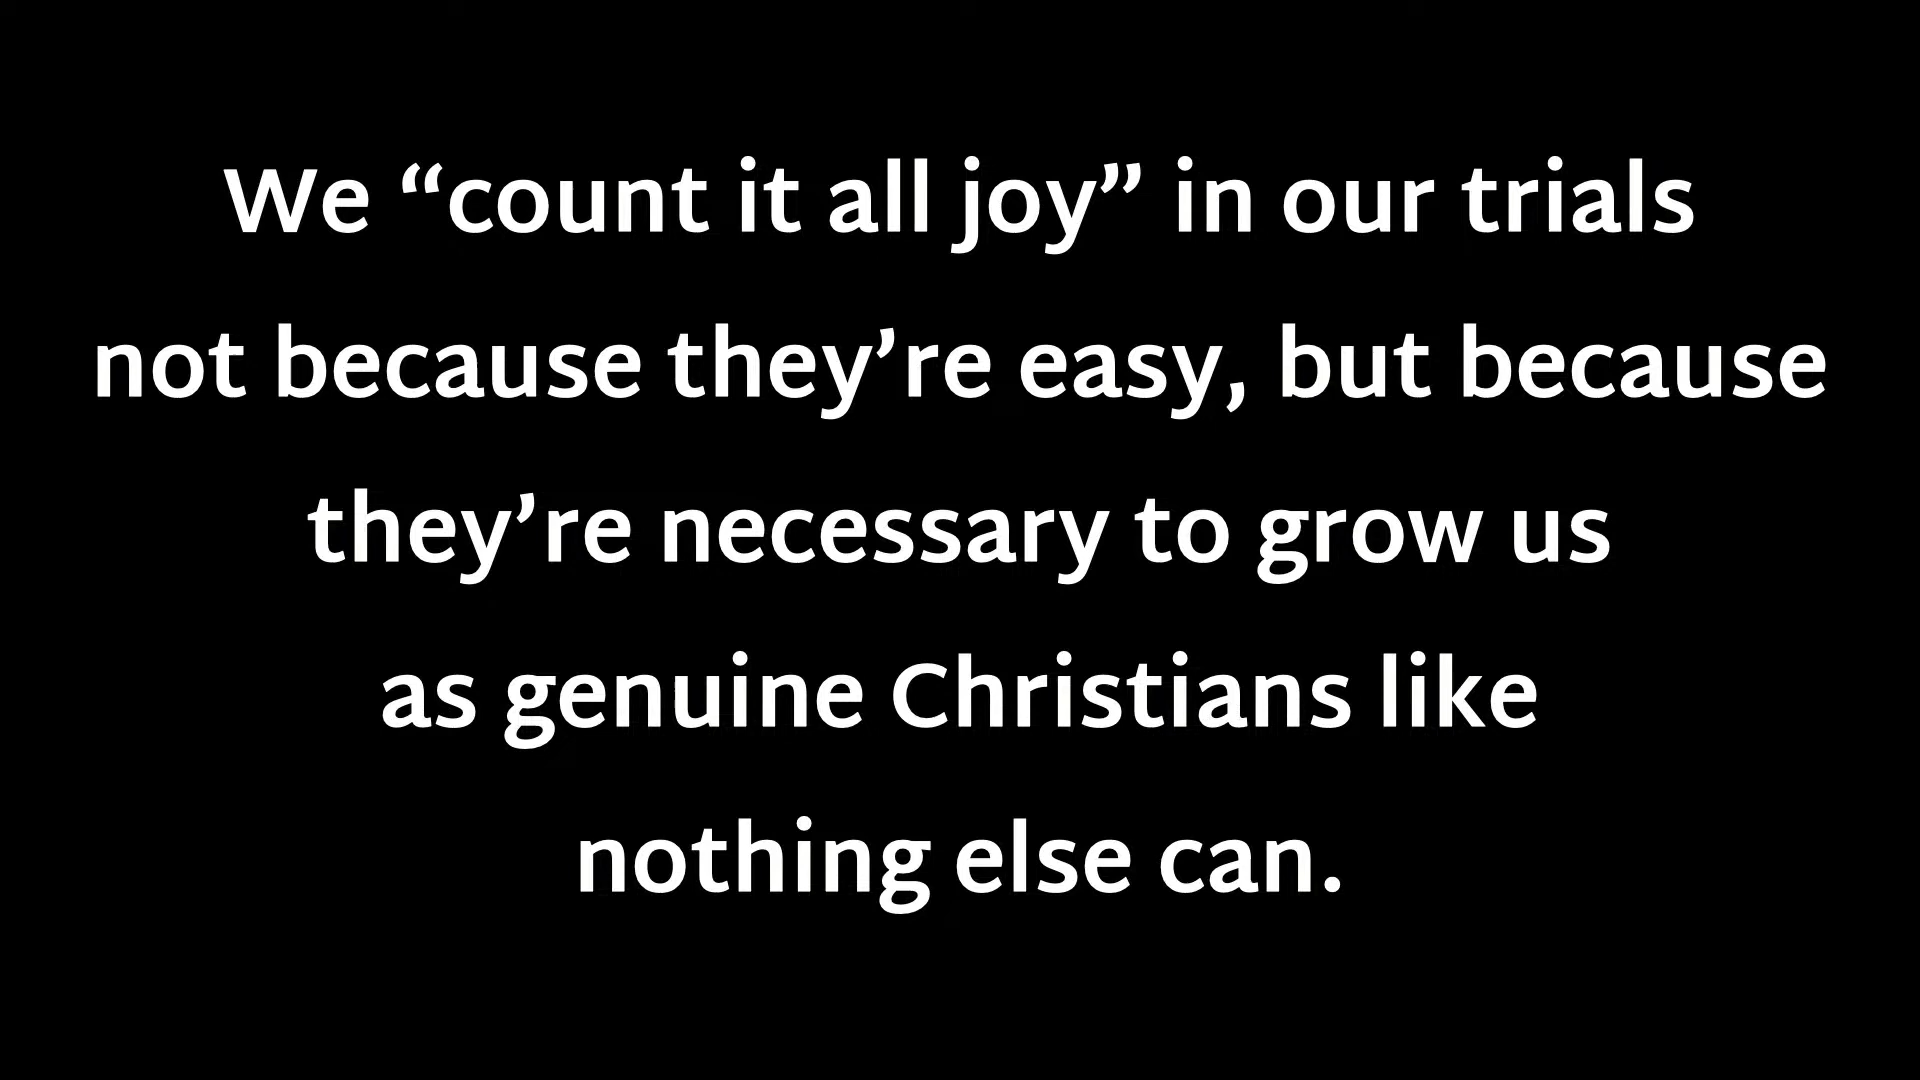 We “count it all joy” in our trials
not because they’re easy, but because
they’re necessary to grow us
as genuine Christians like
nothing else can.